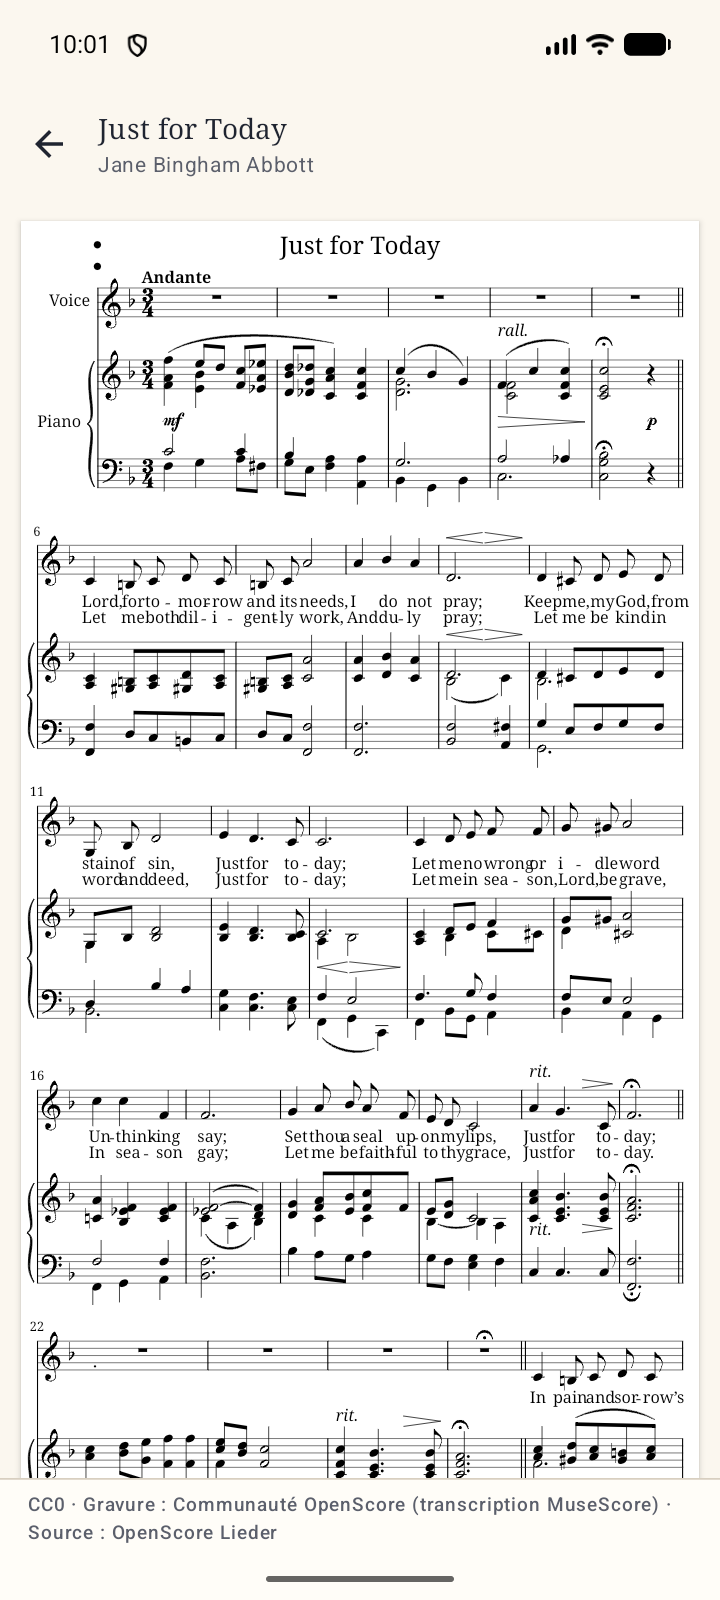 10:01
Just for Today
Jane Bingham Abbott
Just for Today
Andante
Voice
rall.
Piano
mf
p
6
Lord, for to - mor-row and its needs, I do not pray; Keep me, my God, from
Let me both dil - i - gent-ly work, And du - ly pray; Let me be kind in
11
stain of sin, Just for to - day; Let me no wrong or i - dle word
word and deed, Just for to - day; Let me in sea - son, Lord, be grave,
rit.
16
Un-think-ing say; Set thou a seal up-on my lips, Just for to - day;
In sea - son gay; Let me be faith-ful to thy grace, Just for to - day.
rit.
22
In pain and sor-row's
rit.
CC0 · Gravure : Communauté OpenScore (transcription MuseScore) ·
Source : OpenScore Lieder